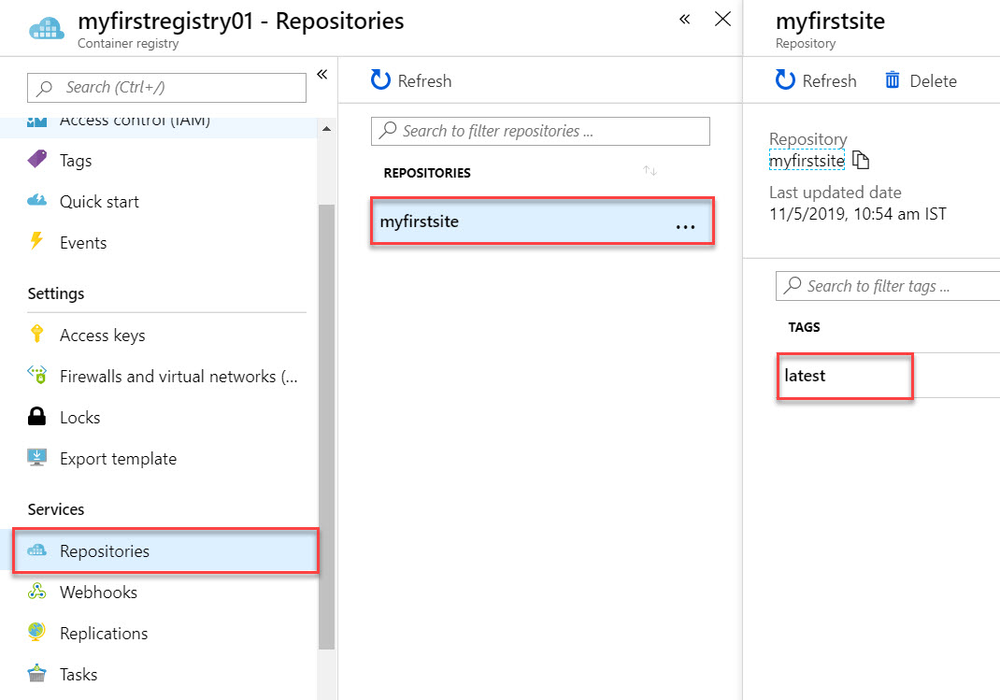 myfirstregistry01 - Repositories
Container registry
Search (Ctrl+/)
Access control (IAM)
Tags
Quick start
Events
Settings
Access keys
Firewalls and virtual networks (...
Locks
Export template
Services
Repositories
Webhooks
Replications
Tasks
Refresh
Search to filter repositories ...
REPOSITORIES
myfirstsite
myfirstsite
Repository
Refresh
Delete
Repository
myfirstsite
Last updated date
11/5/2019, 10:54 am IST
Search to filter tags ...
TAGS
latest